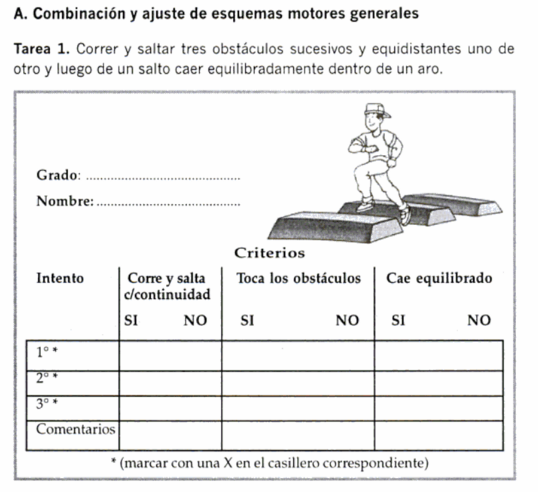 A. Combinación y ajuste de esquemas motores generales
Tarea 1. Correr y saltar tres obstáculos sucesivos y equidistantes uno de
otro y luego de un salto caer equilibradamente dentro de un aro.
Grado: ........................................
Nombre: ......................................
Criterios
Intento Corre y salta Toca los obstáculos Cae equilibrado
c/continuidad
SI NO SI NO SI NO
1° *
2° *
3° *
Comentarios
* (marcar con una X en el casillero correspondiente)